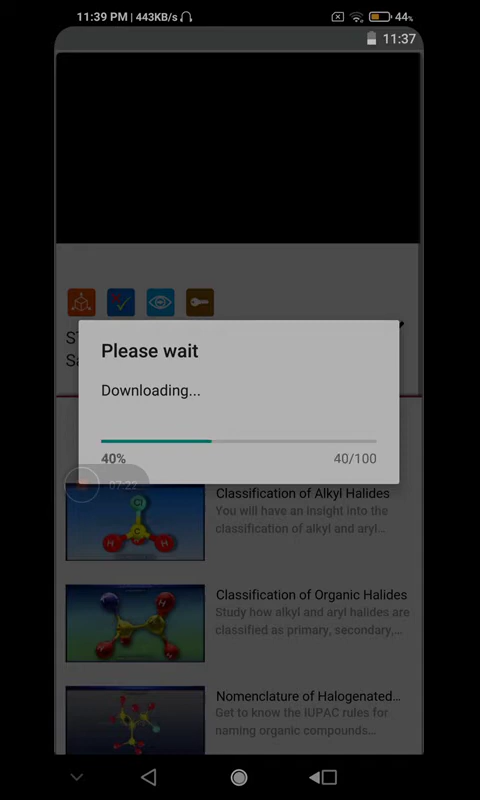 11:39 PM | 443KB/s
44%
11:37
Please wait
Downloading...
40%
40/100
07:22
Classification of Alkyl Halides
You will have an insight into the
classification of alkyl and aryl...
Classification of Organic Halides
Study how alkyl and aryl halides are
classified as primary, secondary,...
Nomenclature of Halogenated...
Get to know the IUPAC rules for
naming organic compounds...